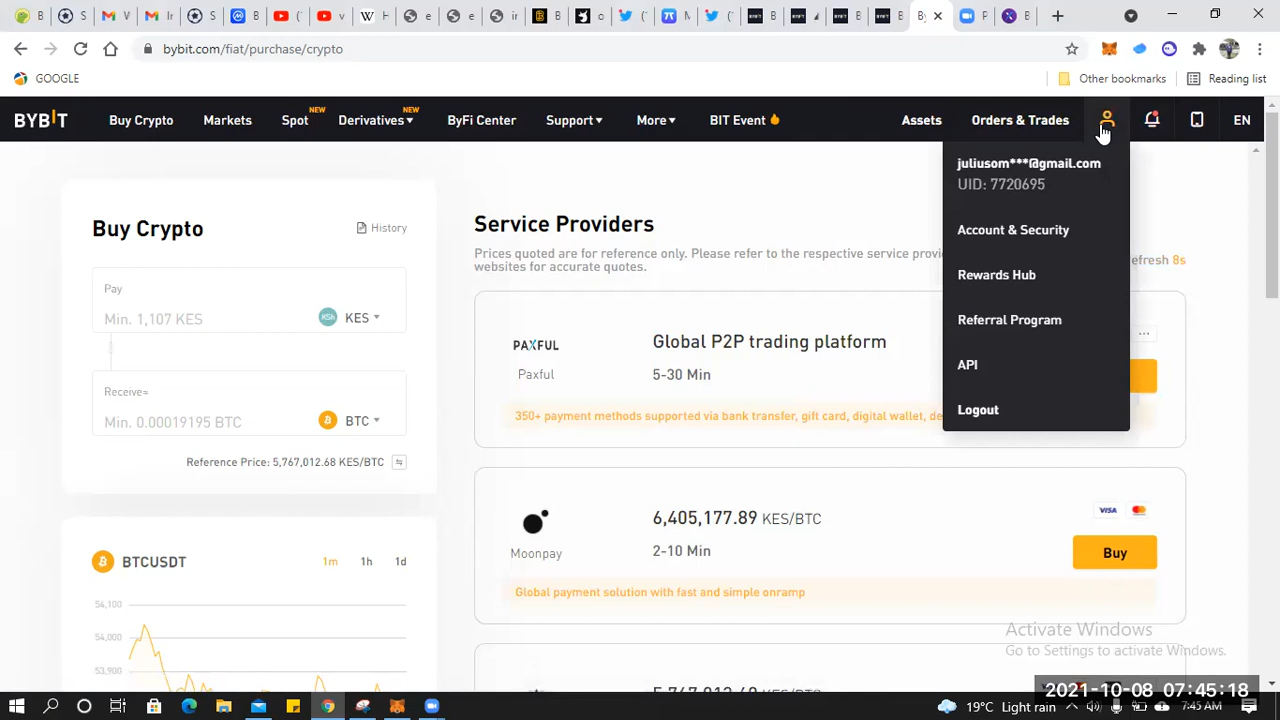 bybit.com/fiat/purchase/crypto
GOOGLE
Other bookmarks
Reading list
BYBIT
Buy Crypto
Markets
Spot
NEW
Derivatives
NEW
ByFi Center
Support
More
BIT Event
Assets
Orders & Trades
EN
juliusom***@gmail.com
UID: 7720695
Account & Security
Rewards Hub
Referral Program
API
Logout
Buy Crypto
History
Pay
Min. 1,107 KES
KES
Receive≈
Min. 0.00019195 BTC
BTC
Reference Price: 5,767,012.68 KES/BTC
BTCUSDT
1m
1h
1d
54,100
54,000
53,900
Service Providers
Prices quoted are for reference only. Please refer to the respective service
websites for accurate quotes.
8s
PAXFUL
Paxful
Global P2P trading platform
5-30 Min
350+ payment methods supported via bank transfer, gift card, digital wallet,
Moonpay
6,405,177.89 KES/BTC
2-10 Min
VISA
Buy
Global payment solution with fast and simple onramp
Activate Windows
Go to Settings to activate Windows.
2021-10-08 07:45:18
19°C Light rain
7:45 AM